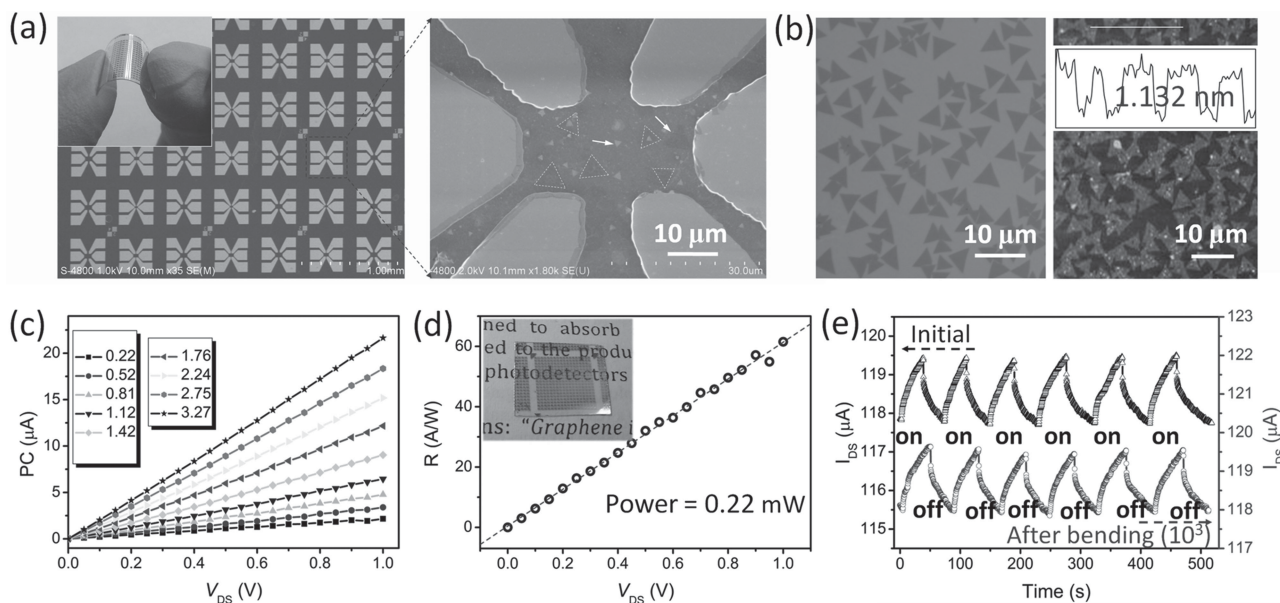 (a)
S-4800 1.0kV 10.0mm x35 SE(M)
1.00mm
10 μm
4800 2.0kV 10.1mm x1.80k SE(U)
30.0um
(b)
10 μm
1.132 nm
10 μm
(c)
PC (μA)
20
15
10
5
0
0.22
0.52
0.81
1.12
1.42
1.76
2.24
2.75
3.27
0.0 0.2 0.4 0.6 0.8 1.0
V_DS (V)
(d)
R (A/W)
60
40
20
0
ned to absorb
ed to the produ
photodetectors
ns: "Graphene i
Power = 0.22 mW
0.0 0.2 0.4 0.6 0.8 1.0
V_DS (V)
(e)
I_DS (μA)
120
119
118
117
116
115
Initial
on on on on on on
off off off off off off
After bending (10³)
123
122
121
120
119
118
117
I_DS (μA)
0 100 200 300 400 500
Time (s)